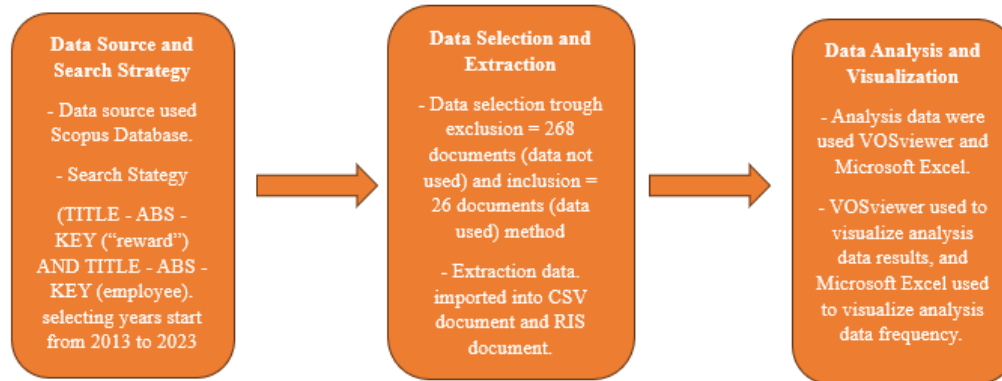 Data Source and
Search Strategy
- Data source used
Scopus Database.
- Search Stategy
(TITLE - ABS -
KEY (“reward”)
AND TITLE - ABS -
KEY (employee).
selecting years start
from 2013 to 2023
Data Selection and
Extraction
- Data selection trough
exclusion = 268
documents (data not
used) and inclusion =
26 documents (data
used) method
- Extraction data.
imported into CSV
document and RIS
document.
Data Analysis and
Visualization
- Analysis data were
used VOSviewer and
Microsoft Excel.
- VOSviewer used to
visualize analysis
data results, and
Microsoft Excel used
to visualize analysis
data frequency.